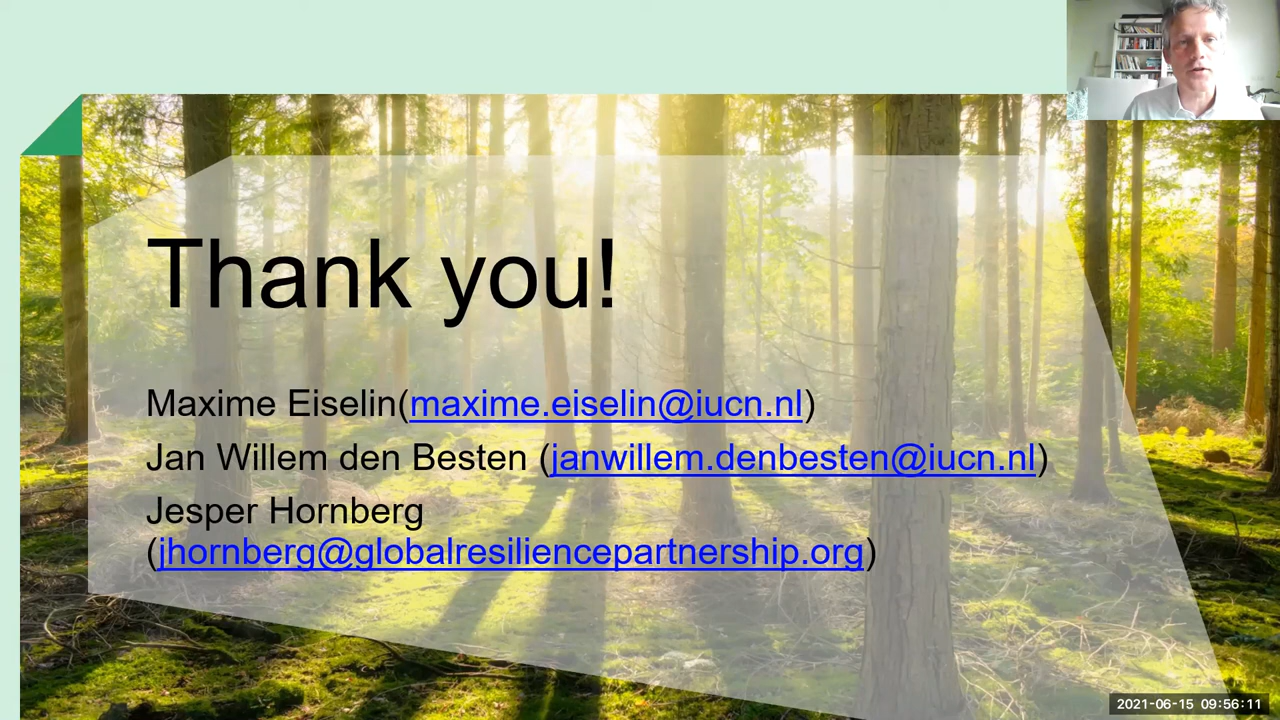 Thank you!
Maxime Eiselin(maxime.eiselin@iucn.nl)
Jan Willem den Besten (janwillem.denbesten@iucn.nl)
Jesper Hornberg
(jhornberg@globalresiliencepartnership.org)
2021-06-15 09:56:11